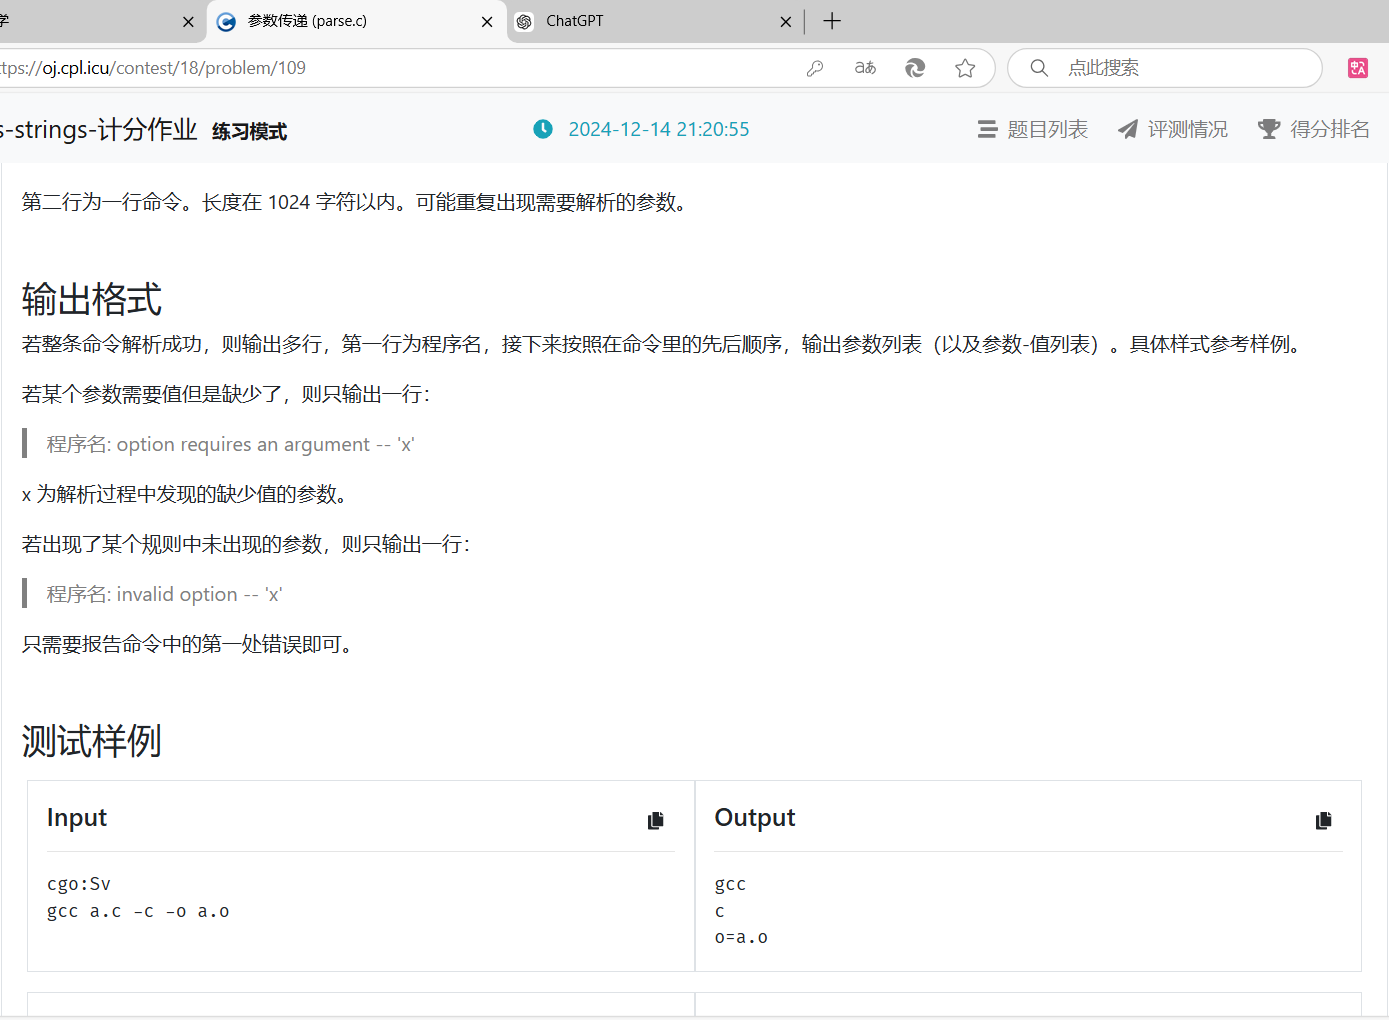 学
参数传递 (parse.c)
ChatGPT
ttps://oj.cpl.icu/contest/18/problem/109
aあ
点此搜索
s-strings-计分作业 练习模式
2024-12-14 21:20:55
题目列表
评测情况
得分排名
第二行为一行命令。长度在 1024 字符以内。可能重复出现需要解析的参数。
输出格式
若整条命令解析成功，则输出多行，第一行为程序名，接下来按照在命令里的先后顺序，输出参数列表（以及参数-值列表）。具体样式参考样例。
若某个参数需要值但是缺少了，则只输出一行：
程序名: option requires an argument -- 'x'
x 为解析过程中发现的缺少值的参数。
若出现了某个规则中未出现的参数，则只输出一行：
程序名: invalid option -- 'x'
只需要报告命令中的第一处错误即可。
测试样例
Input
cgo:Sv
gcc a.c -c -o a.o
Output
gcc
c
o=a.o